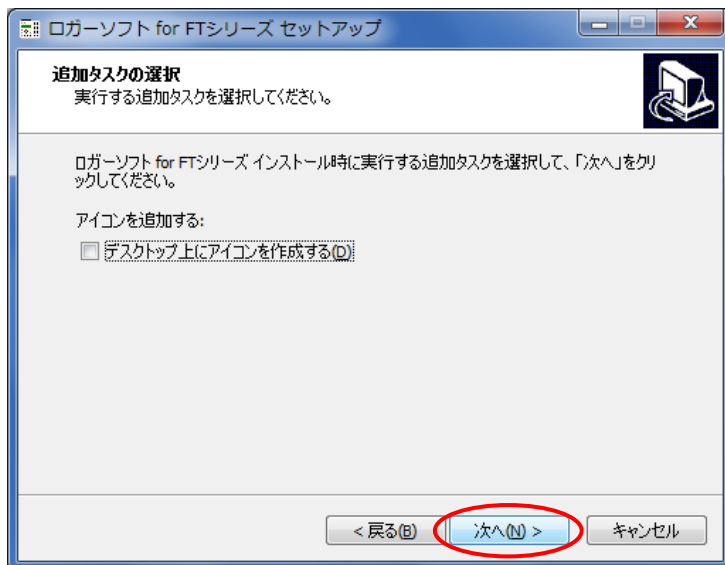 ロガーソフト for FTシリーズ セットアップ
追加タスクの選択
実行する追加タスクを選択してください。
ロガーソフト for FTシリーズ インストール時に実行する追加タスクを選択して、「次へ」をクリ
ックしてください。
アイコンを追加する:
デスクトップ上にアイコンを作成する(D)
< 戻る(B)
次へ(N) >
キャンセル